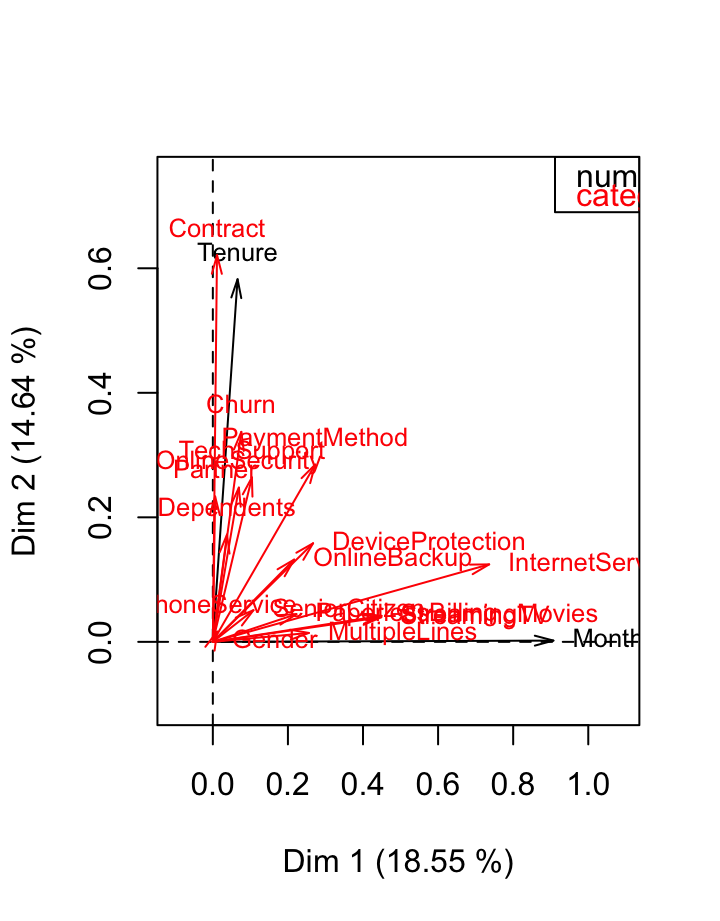 num
cate
Contract
Tenure
Churn
PaymentMethod
TechSupport
OnlineSecurity
Partner
Dependents
DeviceProtection
OnlineBackup
InternetServ
honeService
SeniorCitizen
PaperlessBilling
StreamingTV
StreamingMovies
MultipleLines
Gender
Month
0.0
0.2
0.4
0.6
0.0
0.2
0.4
0.6
0.8
1.0
Dim 2 (14.64 %)
Dim 1 (18.55 %)